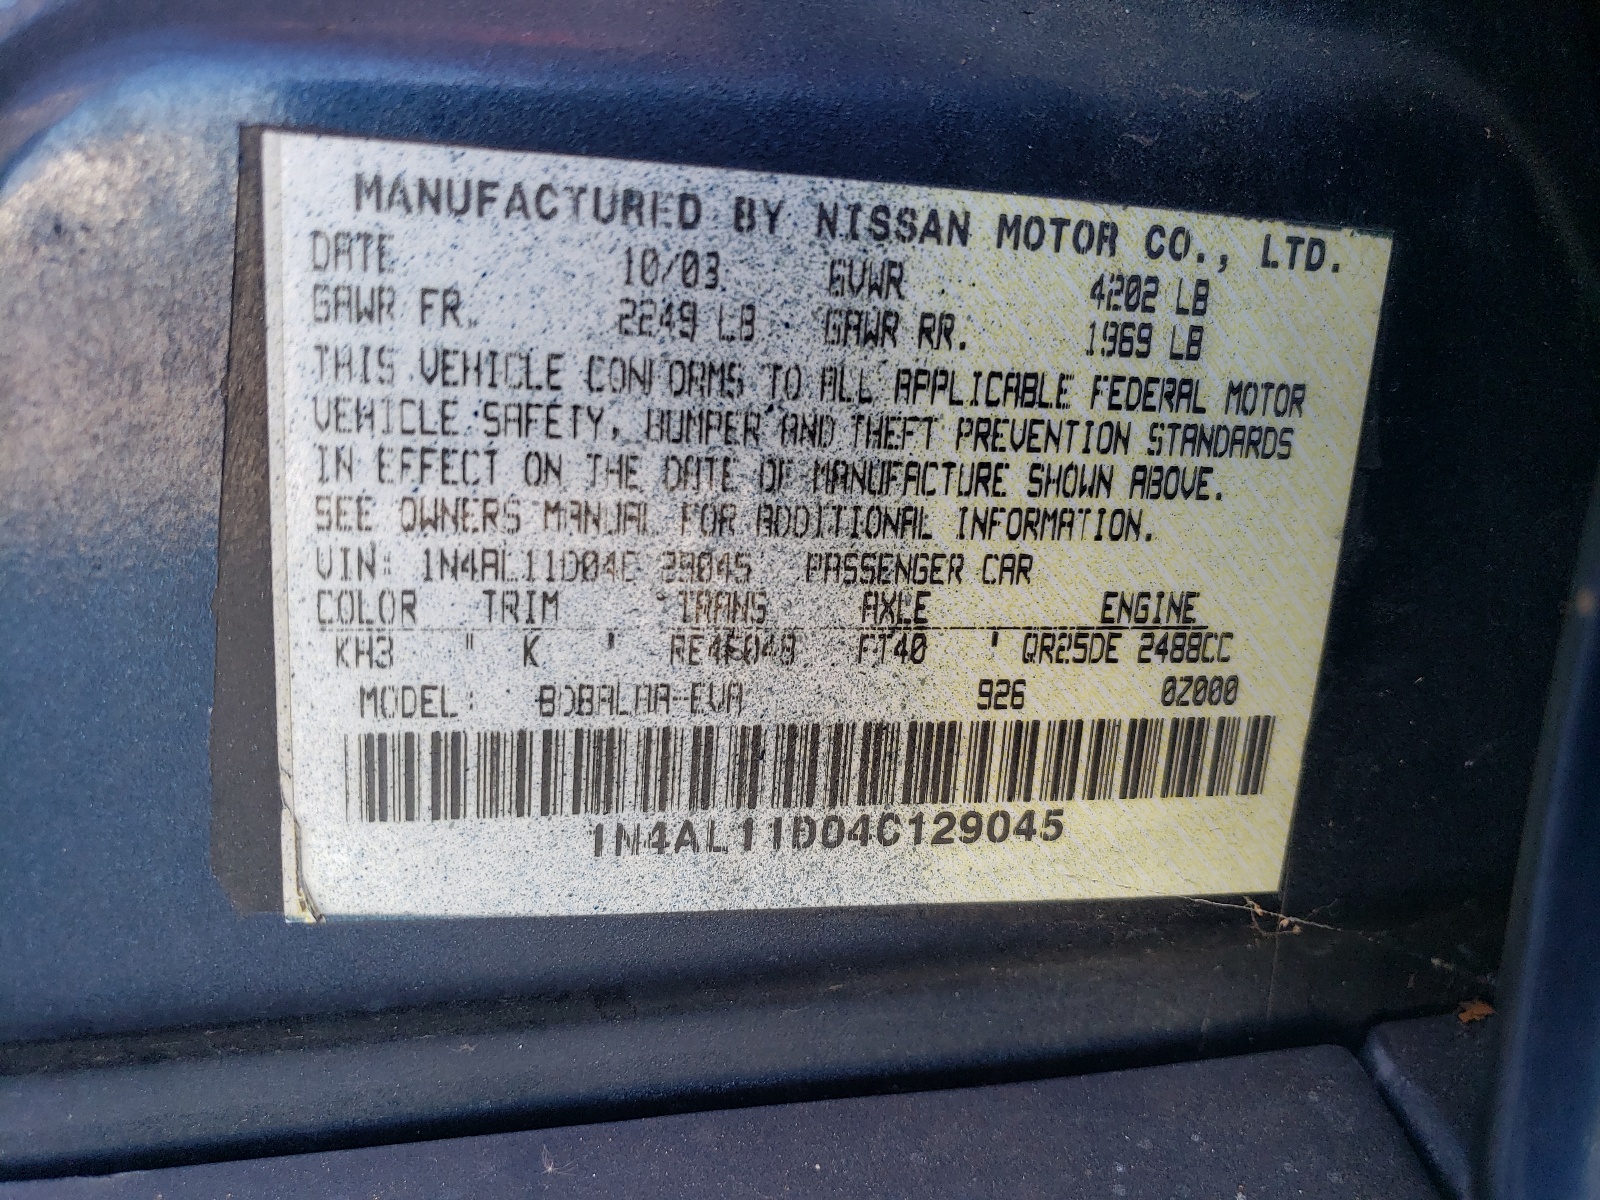 MANUFACTURED BY NISSAN MOTOR CO., LTD.
DATE 10/03 GVWR 4202 LB
GAWR FR. 2249 LB GAWR RR. 1969 LB
THIS VEHICLE CONFORMS TO ALL APPLICABLE FEDERAL MOTOR
VEHICLE SAFETY, BUMPER AND THEFT PREVENTION STANDARDS
IN EFFECT ON THE DATE OF MANUFACTURE SHOWN ABOVE.
SEE OWNERS MANUAL FOR ADDITIONAL INFORMATION.
VIN: PASSENGER CAR
COLOR TRIM TRANS AXLE ENGINE
KH3 " K ' FT40 ' QR25DE 2488CC
MODEL: 926 0Z000
1N4AL11D04C129045